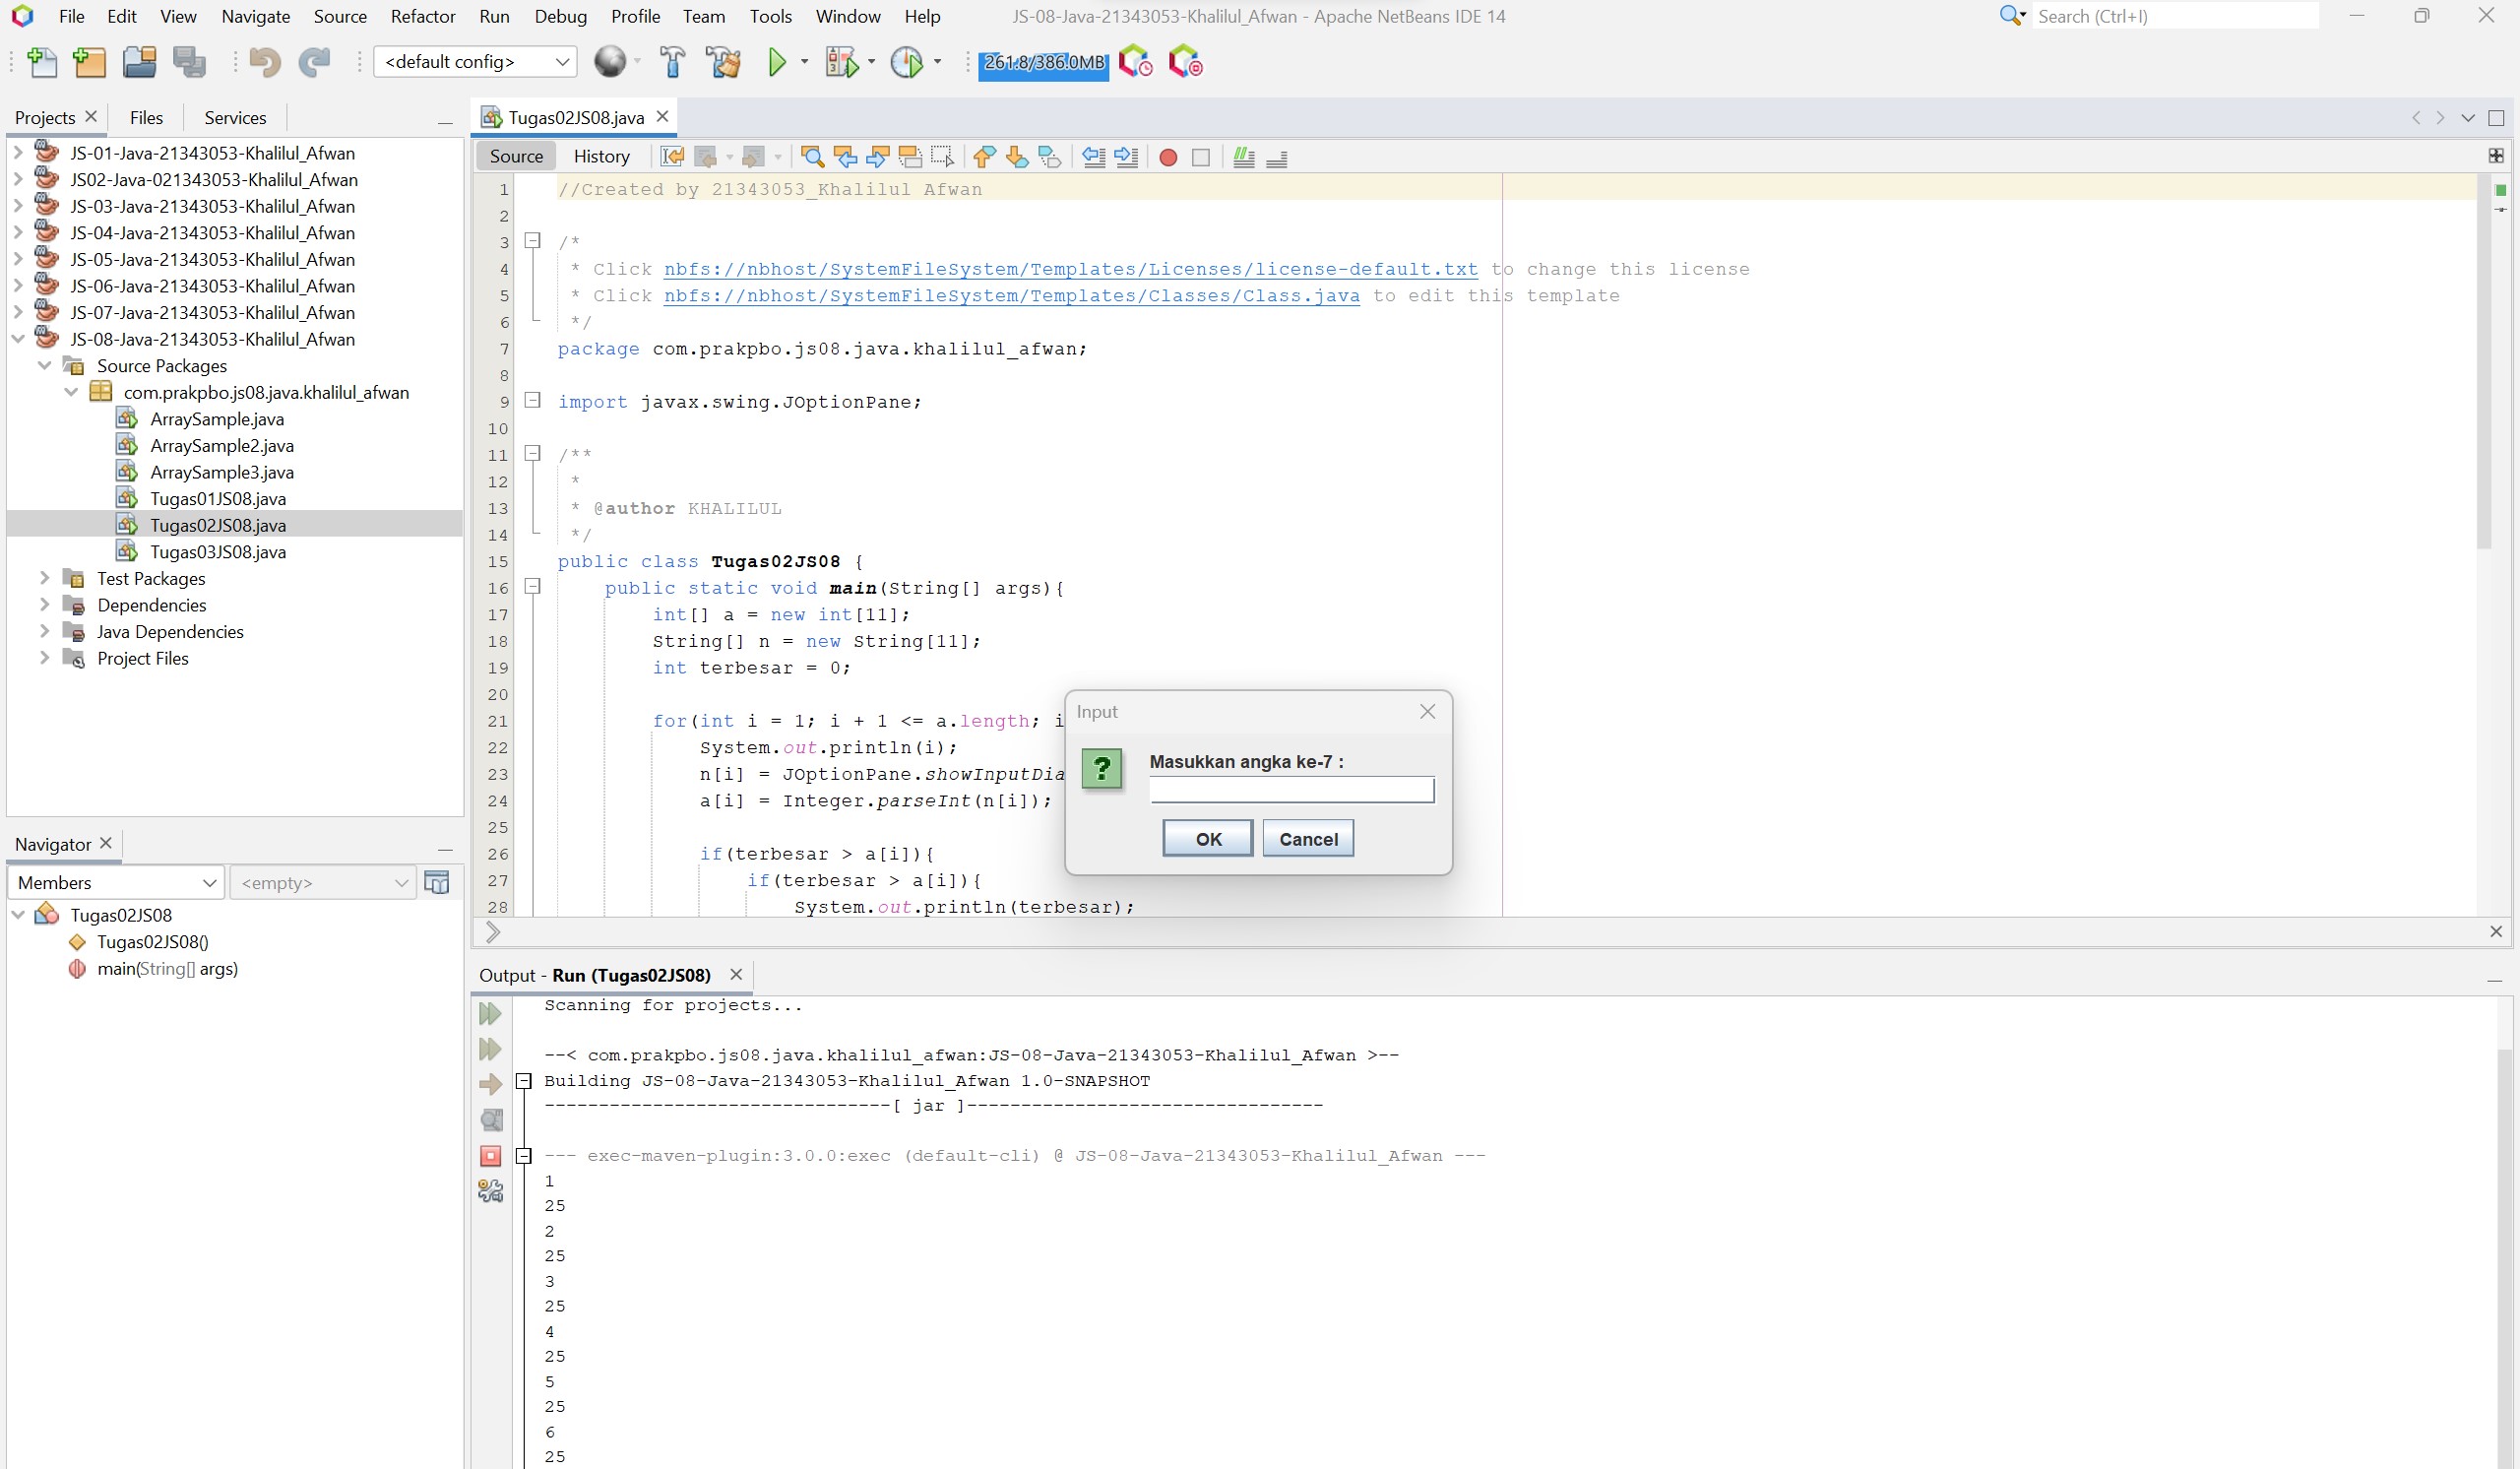 File Edit View Navigate Source Refactor Run Debug Profile Team Tools Window Help
JS-08-Java-21343053-Khalilul_Afwan - Apache NetBeans IDE 14
Search (Ctrl+I)
<default config>
261.8/386.0MB
Projects Files Services
JS-01-Java-21343053-Khalilul_Afwan
JS02-Java-021343053-Khalilul_Afwan
JS-03-Java-21343053-Khalilul_Afwan
JS-04-Java-21343053-Khalilul_Afwan
JS-05-Java-21343053-Khalilul_Afwan
JS-06-Java-21343053-Khalilul_Afwan
JS-07-Java-21343053-Khalilul_Afwan
JS-08-Java-21343053-Khalilul_Afwan
Source Packages
com.prakpbo.js08.java.khalilul_afwan
ArraySample.java
ArraySample2.java
ArraySample3.java
Tugas01JS08.java
Tugas02JS08.java
Tugas03JS08.java
Test Packages
Dependencies
Java Dependencies
Project Files
Navigator
Members <empty>
Tugas02JS08
Tugas02JS08()
main(String[] args)
Tugas02JS08.java
Source History
1 //Created by 21343053_Khalilul Afwan
2
3 /*
4 * Click nbfs://nbhost/SystemFileSystem/Templates/Licenses/license-default.txt to change this license
5 * Click nbfs://nbhost/SystemFileSystem/Templates/Classes/Class.java to edit this template
6 */
7 package com.prakpbo.js08.java.khalilul_afwan;
8
9 import javax.swing.JOptionPane;
10
11 /**
12 *
13 * @author KHALILUL
14 */
15 public class Tugas02JS08 {
16 public static void main(String[] args){
17 int[] a = new int[11];
18 String[] n = new String[11];
19 int terbesar = 0;
20
21 for(int i = 1; i + 1 <= a.length; i
22 System.out.println(i);
23 n[i] = JOptionPane.showInputDia
24 a[i] = Integer.parseInt(n[i]);
25
26 if(terbesar > a[i]){
27 if(terbesar > a[i]){
28 System.out.println(terbesar);
Input
Masukkan angka ke-7 :
OK Cancel
Output - Run (Tugas02JS08)
Scanning for projects...
--< com.prakpbo.js08.java.khalilul_afwan:JS-08-Java-21343053-Khalilul_Afwan >--
Building JS-08-Java-21343053-Khalilul_Afwan 1.0-SNAPSHOT
--------------------------------[ jar ]---------------------------------
--- exec-maven-plugin:3.0.0:exec (default-cli) @ JS-08-Java-21343053-Khalilul_Afwan ---
1
25
2
25
3
25
4
25
5
25
6
25